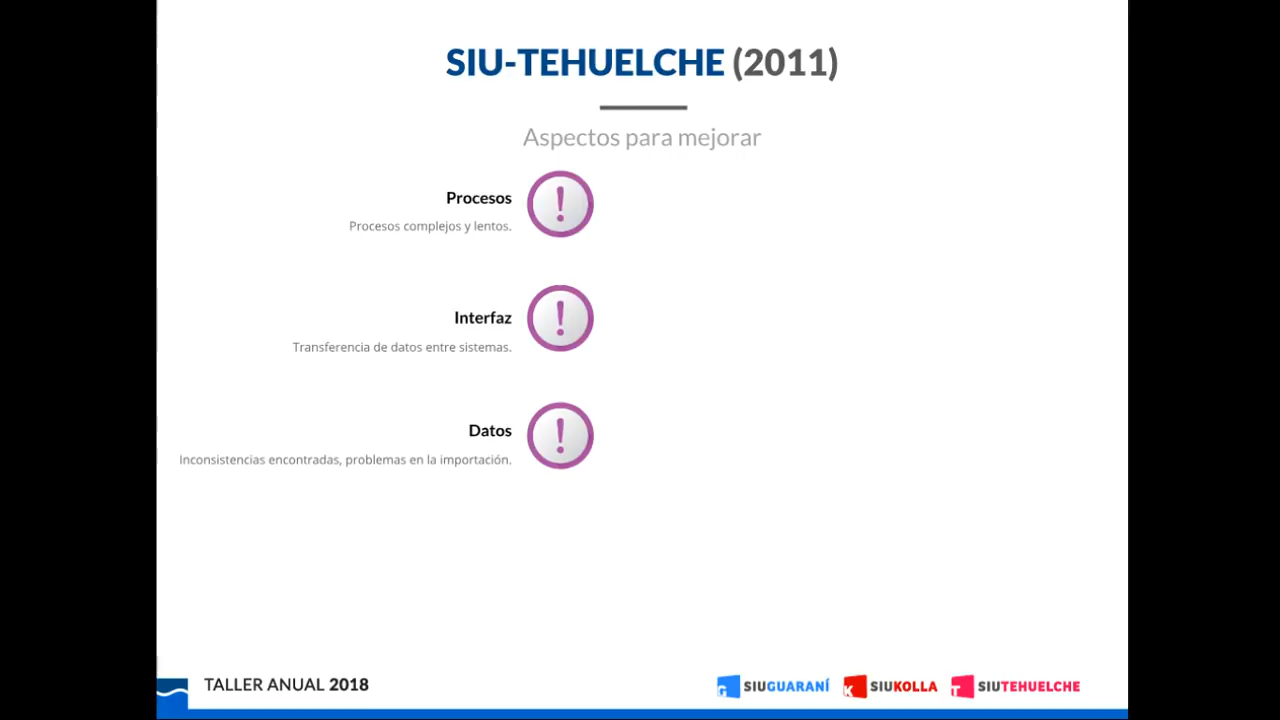 SIU-TEHUELCHE (2011)
Aspectos para mejorar
Procesos
Procesos complejos y lentos.
Interfaz
Transferencia de datos entre sistemas.
Datos
Inconsistencias encontradas, problemas en la importación.
TALLER ANUAL 2018
G SIUGUARANÍ K SIUKOLLA T SIUTEHUELCHE